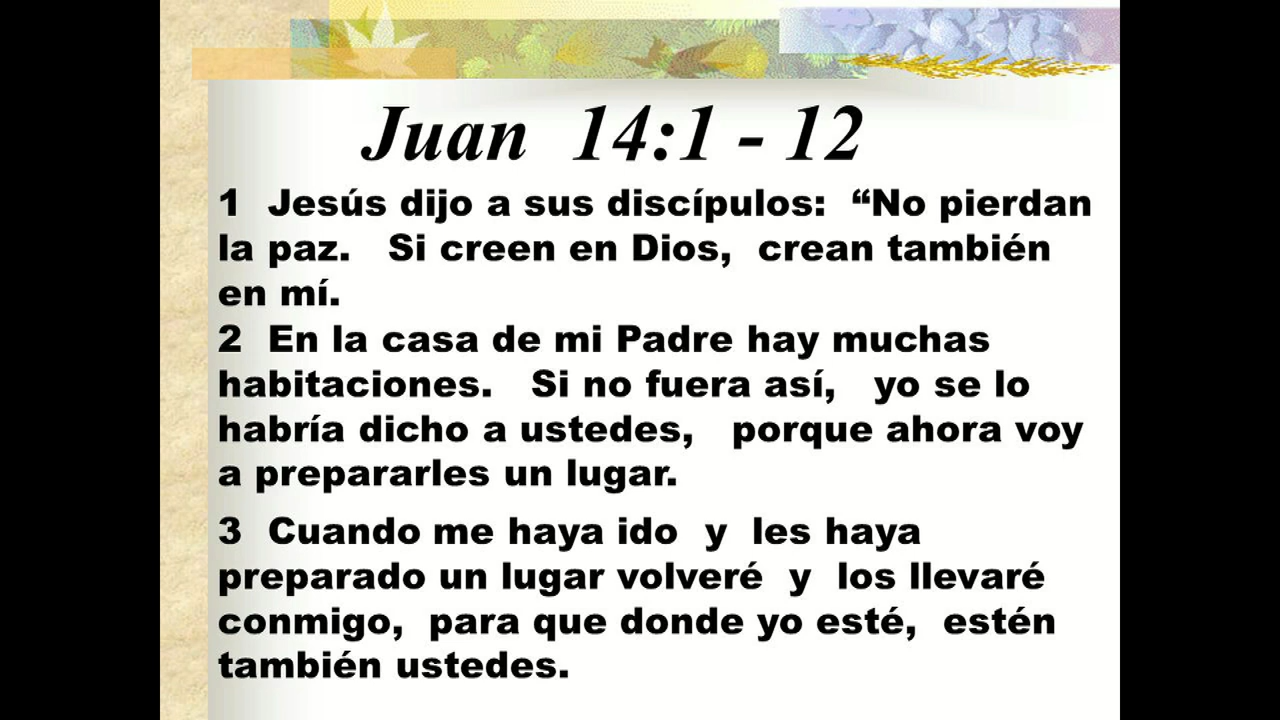 Juan 14:1 - 12
1 Jesús dijo a sus discípulos: “No pierdan
la paz. Si creen en Dios, crean también
en mí.
2 En la casa de mi Padre hay muchas
habitaciones. Si no fuera así, yo se lo
habría dicho a ustedes, porque ahora voy
a prepararles un lugar.
3 Cuando me haya ido y les haya
preparado un lugar volveré y los llevaré
conmigo, para que donde yo esté, estén
también ustedes.